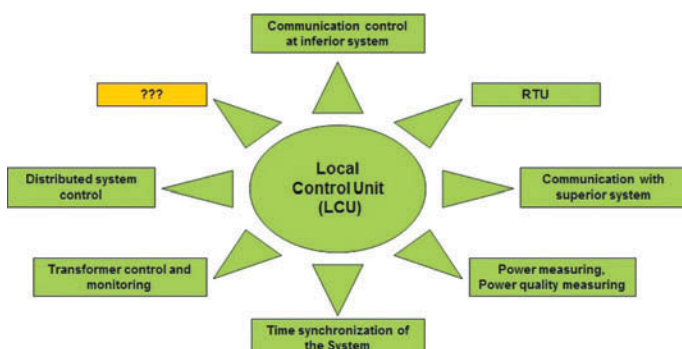 Communication control
at inferior system
???
RTU
Local
Control Unit
(LCU)
Distributed system
control
Communication with
superior system
Transformer control and
monitoring
Power measuring,
Power quality measuring
Time synchronization of
the System